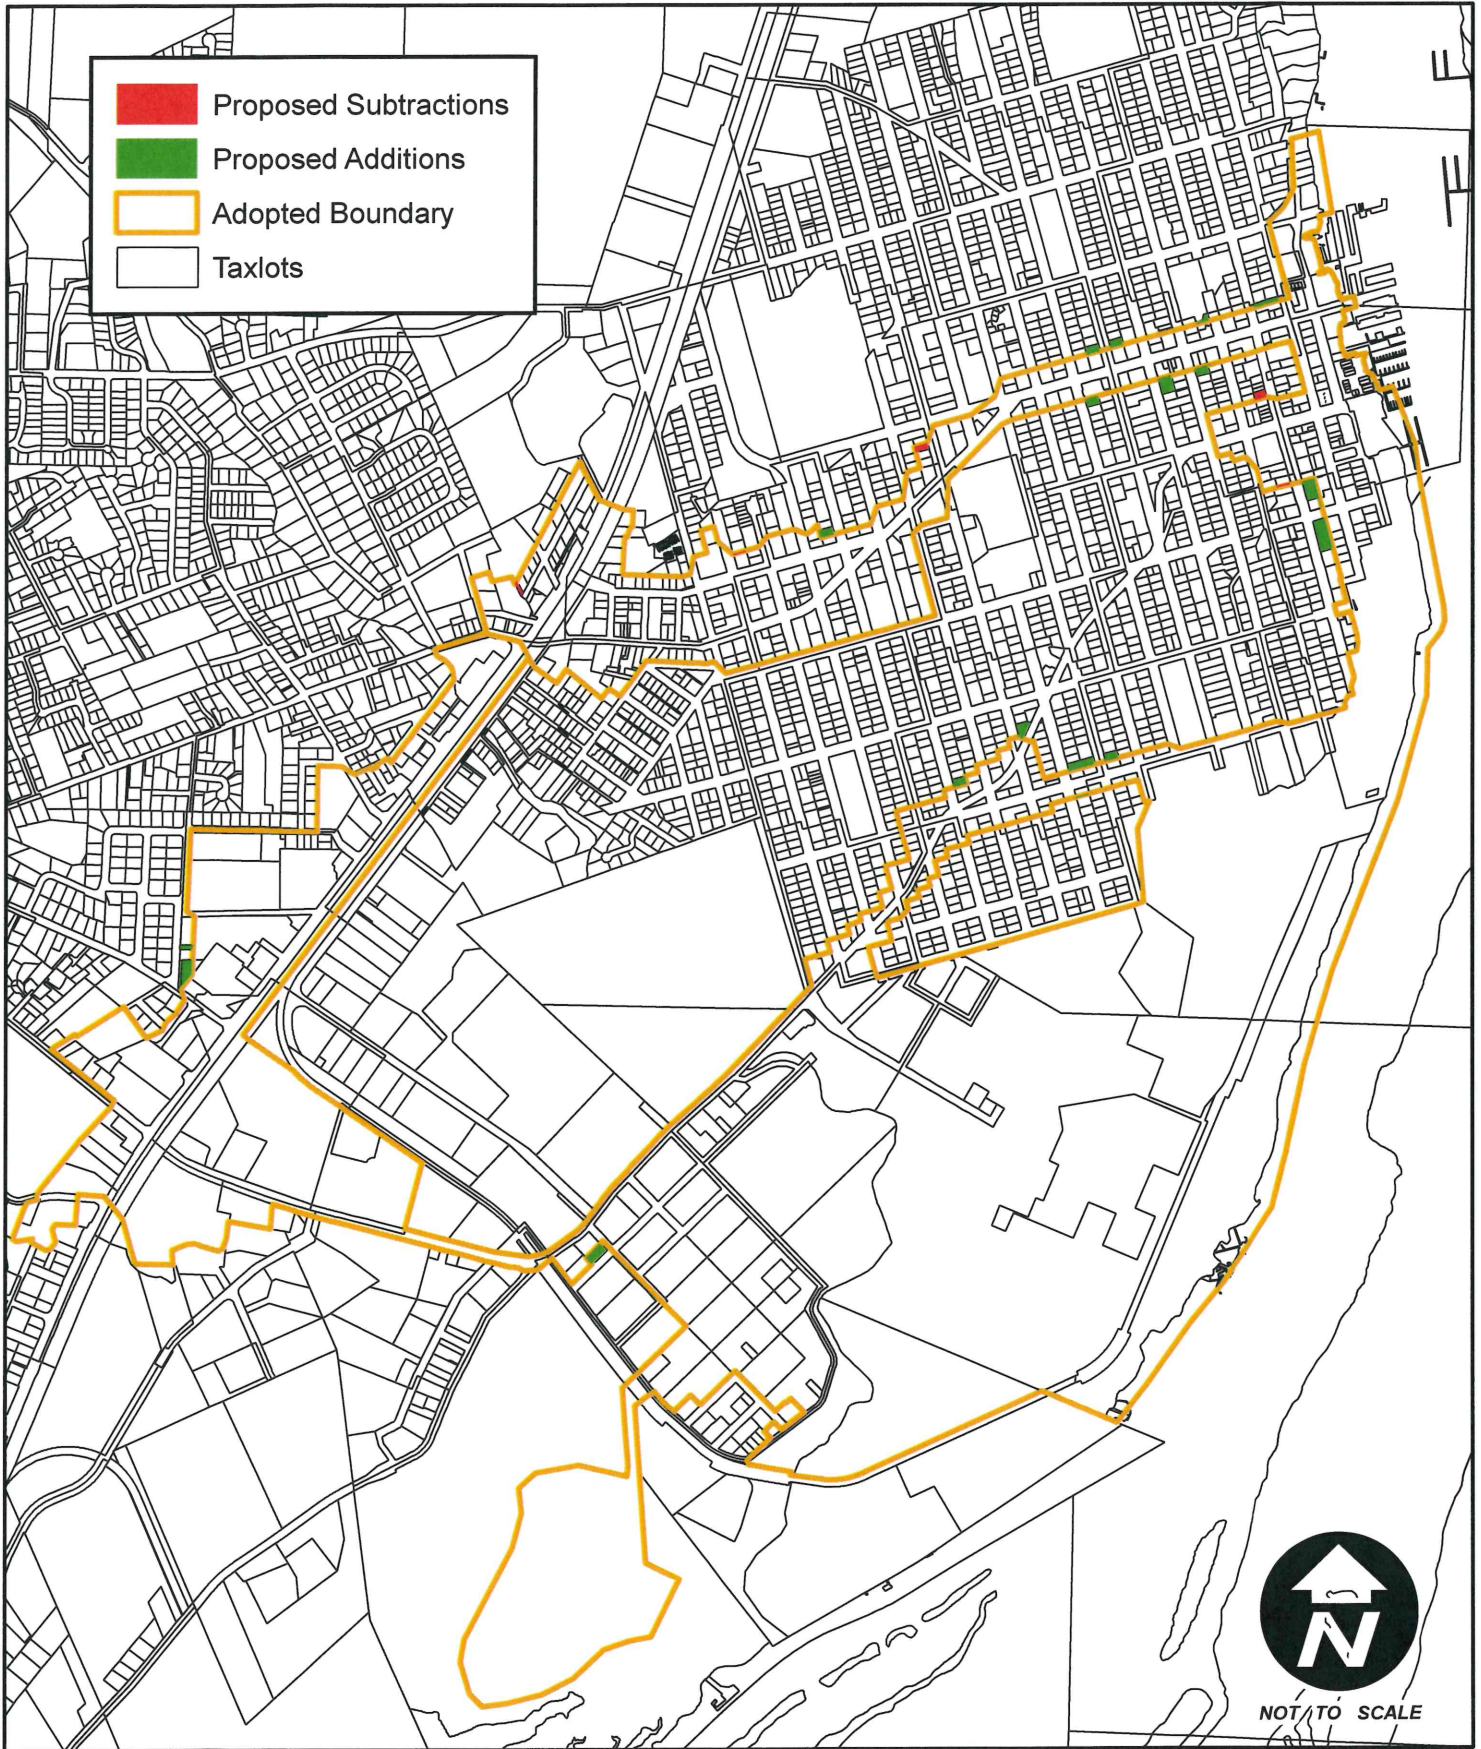 Proposed Subtractions
Proposed Additions
Adopted Boundary
Taxlots
N
NOT TO SCALE